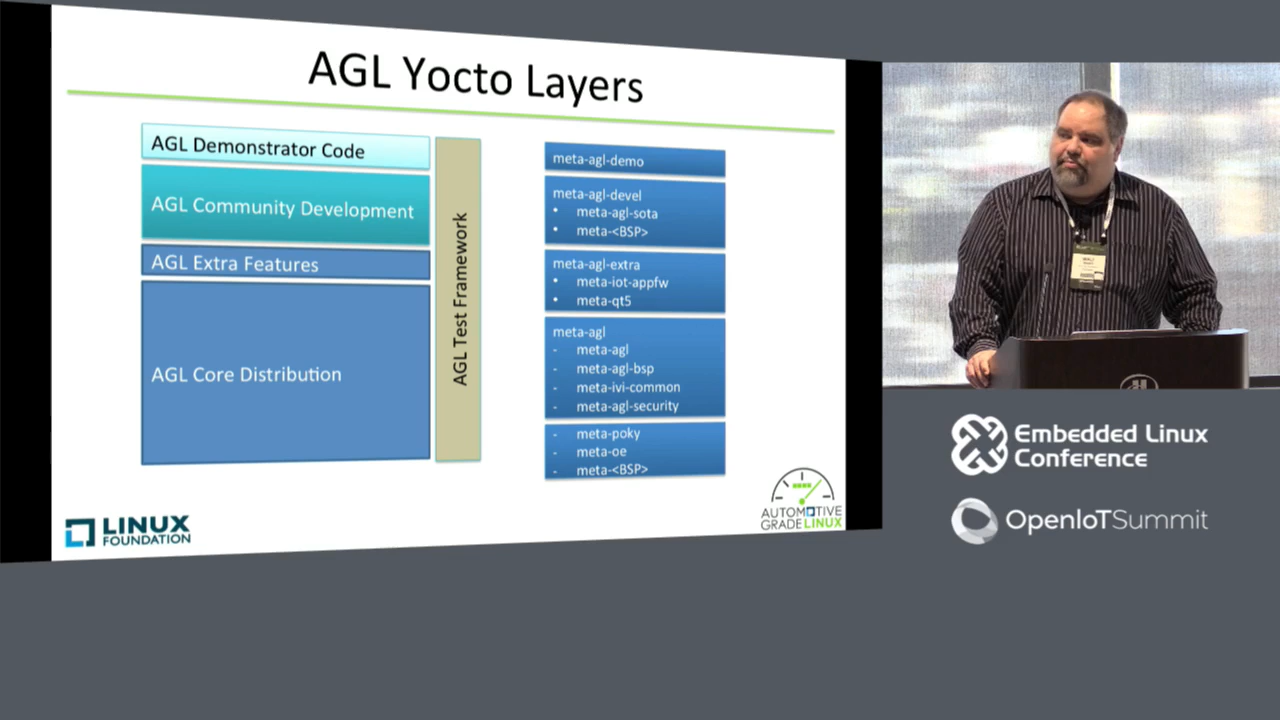 AGL Yocto Layers
AGL Demonstrator Code
AGL Community Development
AGL Extra Features
AGL Core Distribution
AGL Test Framework
meta-agl-demo
meta-agl-devel
• meta-agl-sota
• meta-<BSP>
meta-agl-extra
• meta-iot-appfw
• meta-qt5
meta-agl
- meta-agl
- meta-agl-bsp
- meta-ivi-common
- meta-agl-security
- meta-poky
- meta-oe
- meta-<BSP>
LINUX
FOUNDATION
AUTOMOTIVE
GRADELINUX
Embedded Linux
Conference
OpenIoTSummit